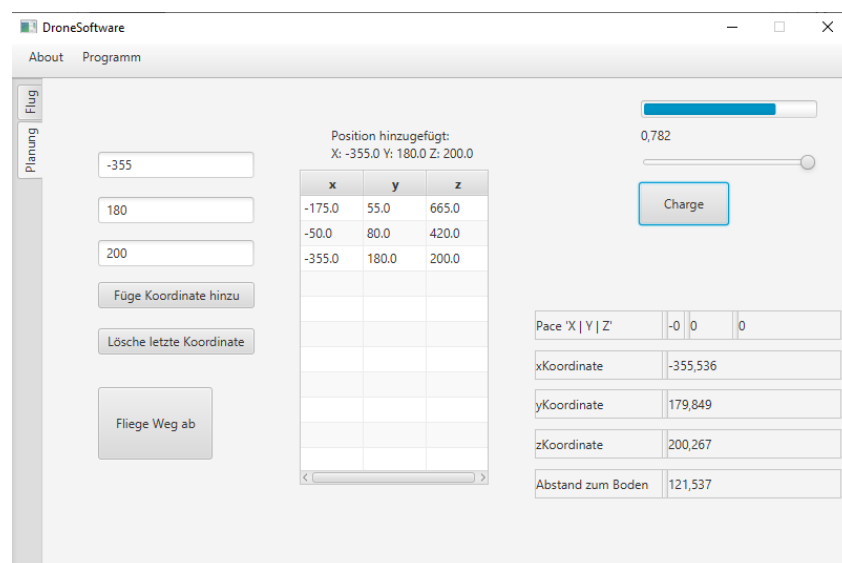 DroneSoftware
About Programm
Flug
Planung
-355
180
200
Füge Koordinate hinzu
Lösche letzte Koordinate
Fliege Weg ab
Position hinzugefügt:
X: -355.0 Y: 180.0 Z: 200.0
x y z
-175.0 55.0 665.0
-50.0 80.0 420.0
-355.0 180.0 200.0
0,782
Charge
Pace 'X | Y | Z' -0 0 0
xKoordinate -355,536
yKoordinate 179,849
zKoordinate 200,267
Abstand zum Boden 121,537